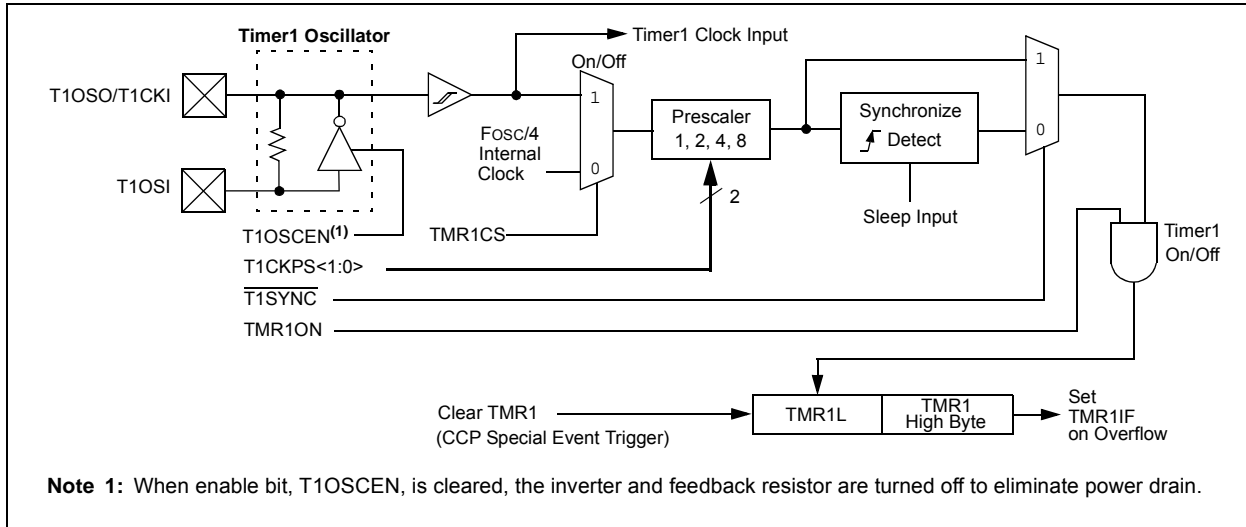 Timer1 Oscillator
Timer1 Clock Input
On/Off
T1OSO/T1CKI
1
FOSC/4
Internal
Clock
0
Prescaler
1, 2, 4, 8
Synchronize
Detect
1
0
T1OSI
2
Sleep Input
T1OSCEN(1)
TMR1CS
Timer1
On/Off
T1CKPS<1:0>
T1SYNC
TMR1ON
Clear TMR1
(CCP Special Event Trigger)
TMR1L
TMR1
High Byte
Set
TMR1IF
on Overflow
Note 1: When enable bit, T1OSCEN, is cleared, the inverter and feedback resistor are turned off to eliminate power drain.